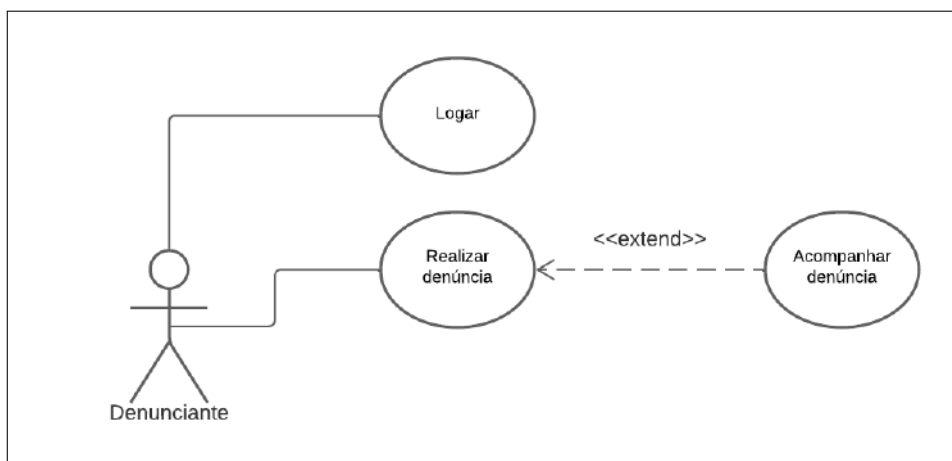 Logar
Realizar
denúncia
<<extend>>
Acompanhar
denúncia
Denunciante